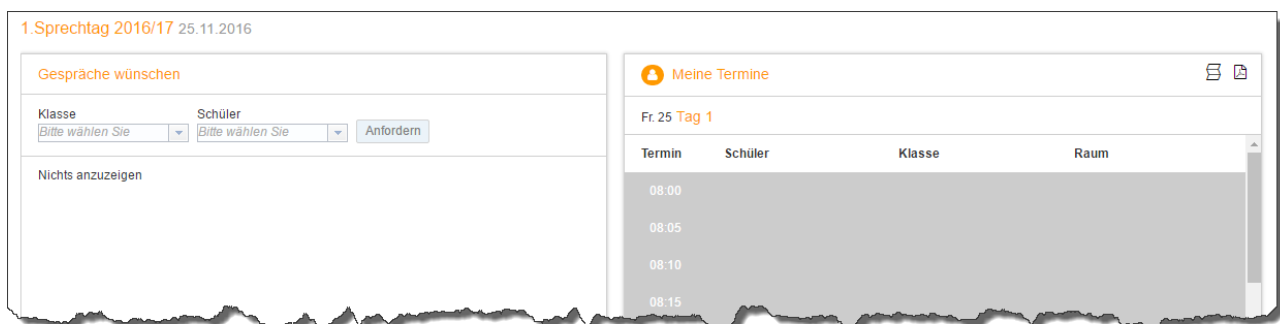 1.Sprechtag 2016/17 25.11.2016
Gespräche wünschen
Klasse Schüler
Bitte wählen Sie Bitte wählen Sie Anfordern
Nichts anzuzeigen
Meine Termine
Fr. 25 Tag 1
Termin Schüler Klasse Raum
08:00
08:05
08:10
08:15